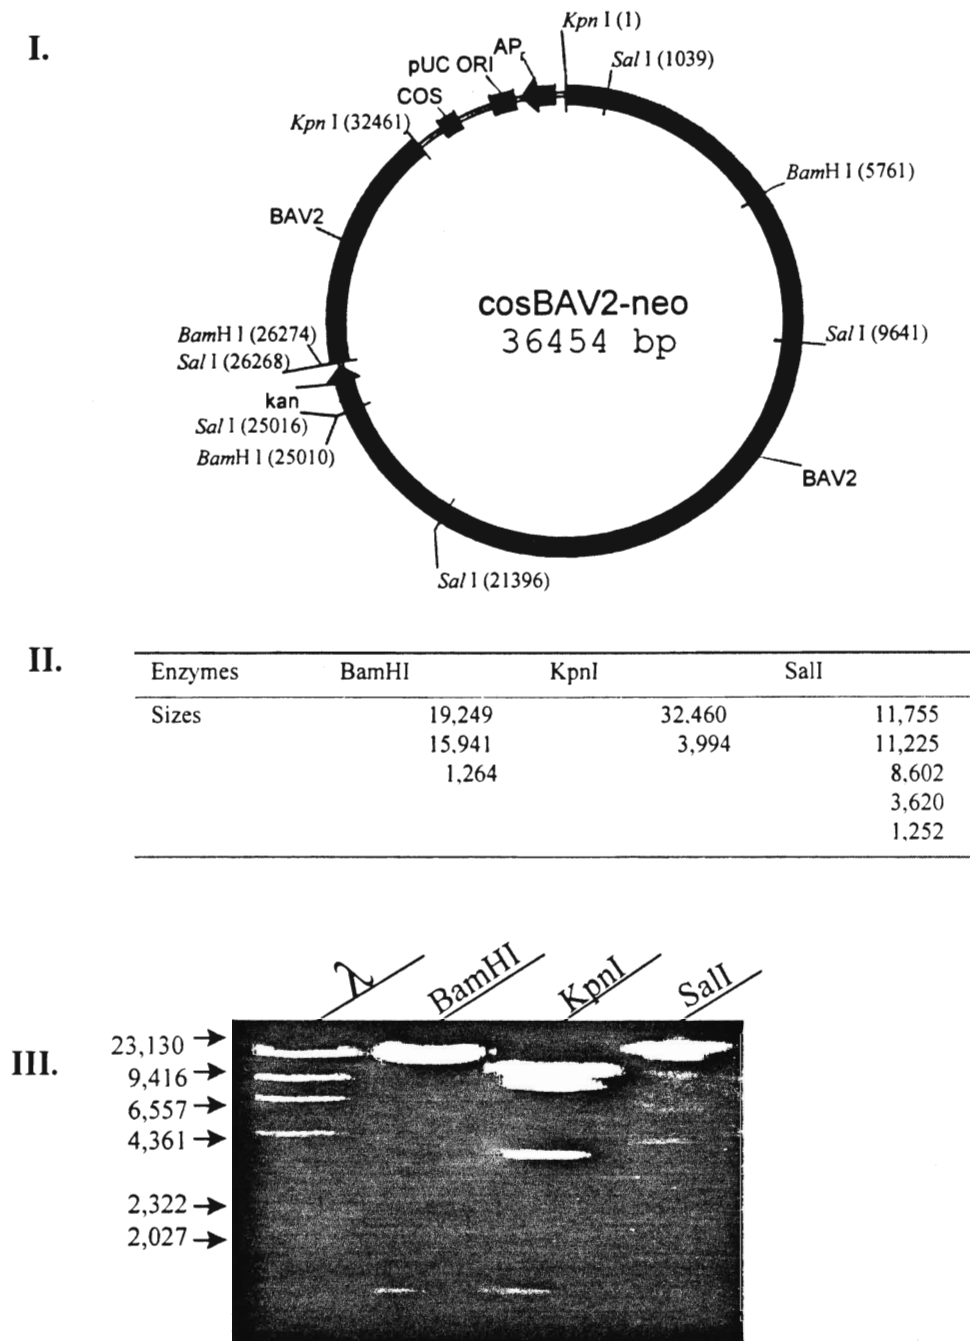 I.
Kpn I (1)
APr
Sal I (1039)
pUC ORI
COS
Kpn I (32461)
BamH I (5761)
BAV2
cosBAV2-neo
36454 bp
BamH I (26274)
Sal I (26268)
Sal I (9641)
kan
Sal I (25016)
BamH I (25010)
BAV2
Sal I (21396)
II.
Enzymes BamHI KpnI SalI
Sizes 19,249 32,460 11,755
15,941 3,994 11,225
1,264 8,602
3,620
1,252
λ BamHI KpnI SalI
III.
23,130
9,416
6,557
4,361
2,322
2,027